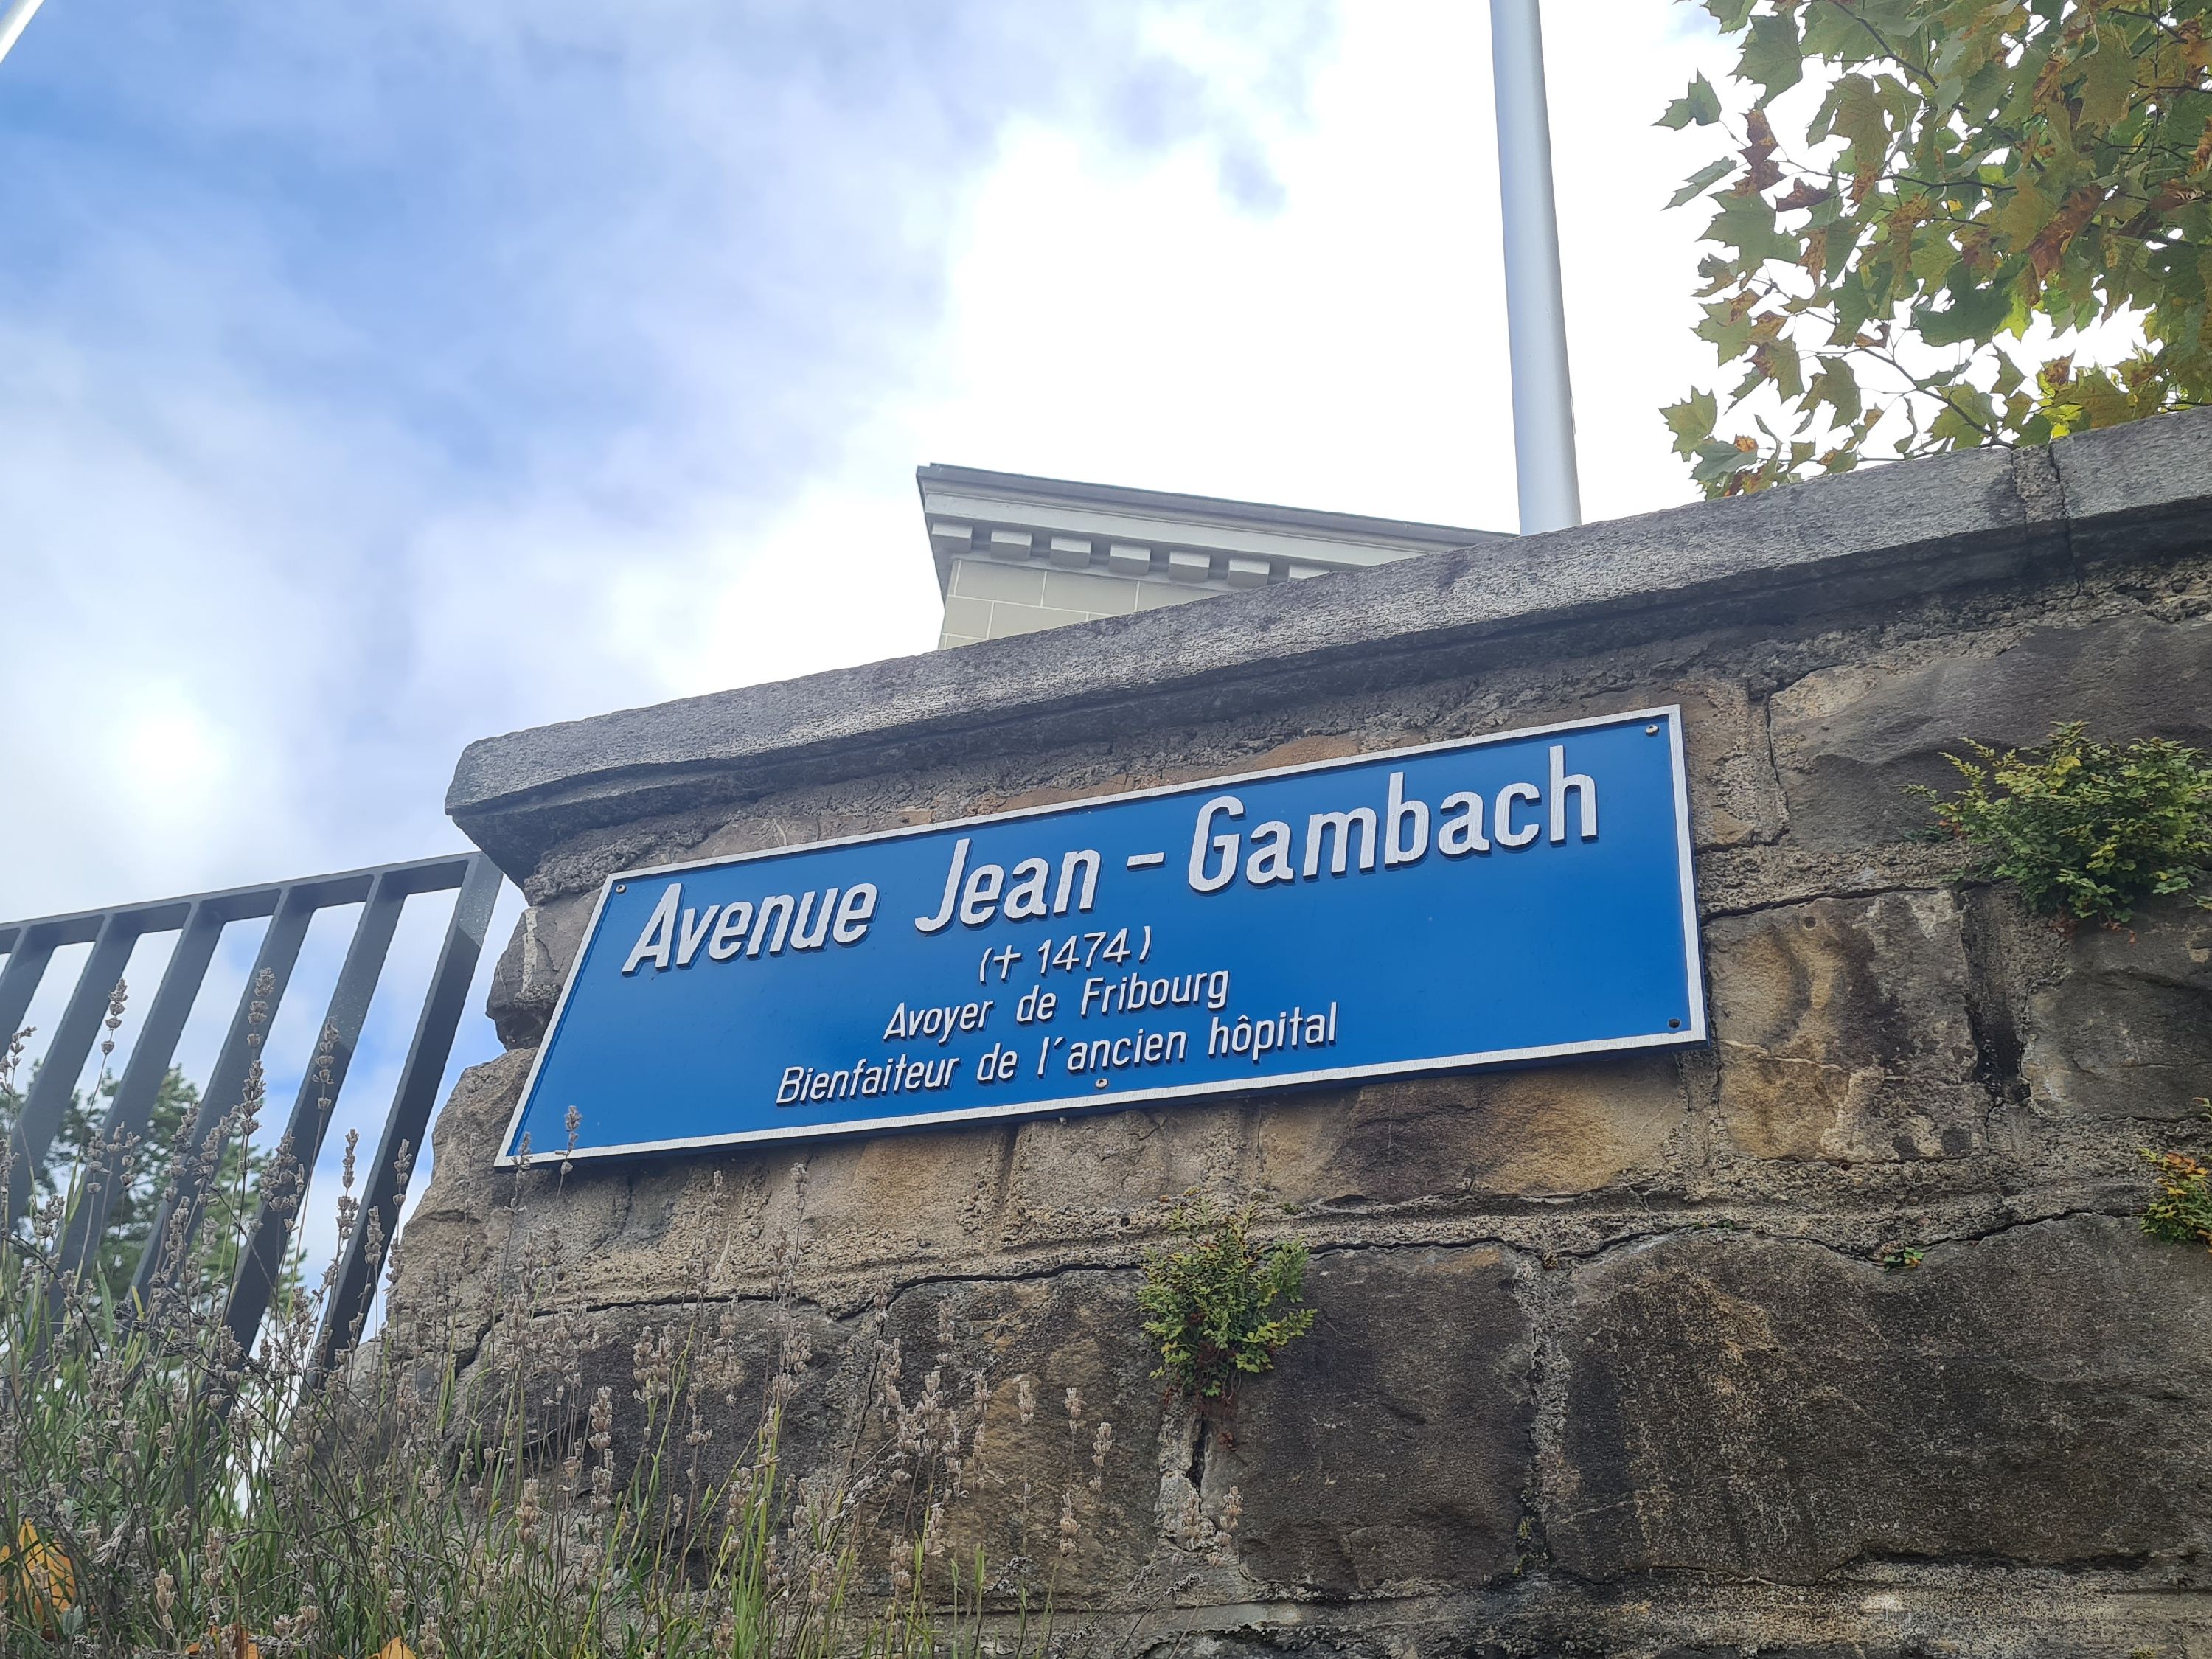 Avenue Jean-Gambach
(† 1474)
Avoyer de Fribourg
Bienfaiteur de l´ancien hôpital